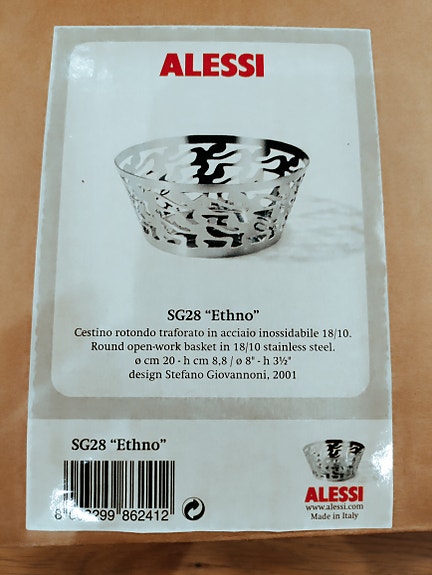 ALESSI
SG28 “Ethno”
Cestino rotondo traforato in acciaio inossidabile 18/10.
Round open-work basket in 18/10 stainless steel.
ø cm 20 - h cm 8,8 / ø 8" - h 3½"
design Stefano Giovannoni, 2001
SG28 “Ethno”
299 862412
ALESSI
www.alessi.com
Made in Italy